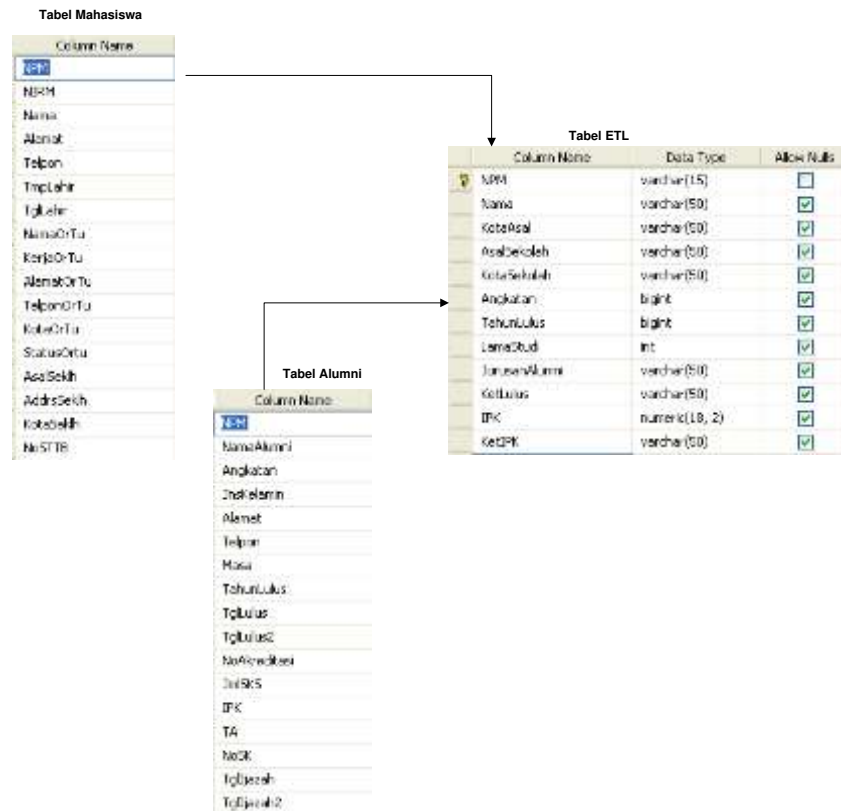 Tabel Mahasiswa
Column Name
NPM
NIRM
Nama
Alamat
Telpon
TmpLahir
TglLahir
NamaOrTu
KerjaOrTu
AlamatOrTu
TelponOrTu
KotaOrTu
StatusOrtu
AsalSeklh
AddrsSeklh
KotaSeklh
NoSTTB
Tabel ETL
Column Name Data Type Allow Nulls
NPM varchar(15)
Nama varchar(50)
KotaAsal varchar(50)
AsalSekolah varchar(50)
KotaSekolah varchar(50)
Angkatan bigint
TahunLulus bigint
LamaStudi int
JurusanAlumni varchar(50)
KetLulus varchar(50)
IPK numeric(18, 2)
KetIPK varchar(50)
Tabel Alumni
Column Name
NPM
NamaAlumni
Angkatan
JnsKelamin
Alamat
Telpon
Masa
TahunLulus
TglLulus
TglLulus2
NoAkreditasi
JmlSKS
IPK
TA
NoSK
TglIjazah
TglIjazah2